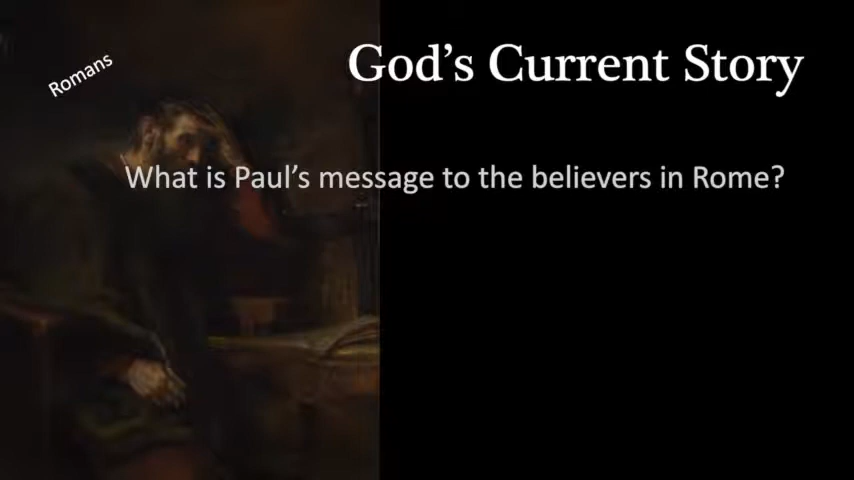 Romans
God’s Current Story
What is Paul’s message to the believers in Rome?